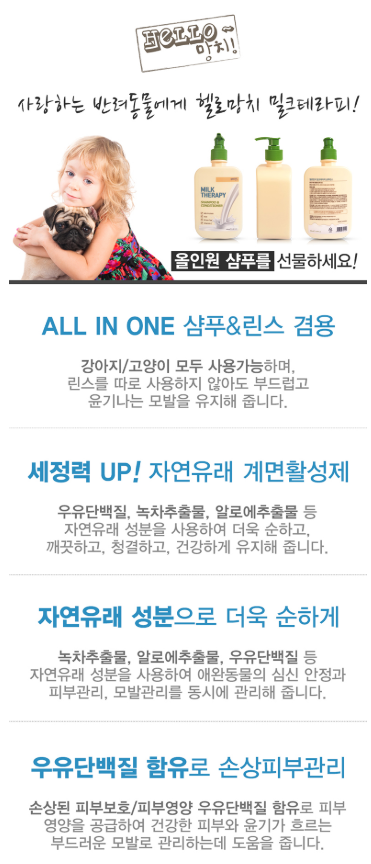 HELLO
망치!
사랑하는 반려동물에게 헬로망치 밀크테라피!
MILK
THERAPY
SHAMPOO &
CONDITIONER
올인원 샴푸를 선물하세요!
ALL IN ONE 샴푸&린스 겸용
강아지/고양이 모두 사용가능하며,
린스를 따로 사용하지 않아도 부드럽고
윤기나는 모발을 유지해 줍니다.
세정력 UP! 자연유래 계면활성제
우유단백질, 녹차추출물, 알로에추출물 등
자연유래 성분을 사용하여 더욱 순하고,
깨끗하고, 청결하고, 건강하게 유지해 줍니다.
자연유래 성분으로 더욱 순하게
녹차추출물, 알로에추출물, 우유단백질 등
자연유래 성분을 사용하여 애완동물의 심신 안정과
피부관리, 모발관리를 동시에 관리해 줍니다.
우유단백질 함유로 손상피부관리
손상된 피부보호/피부영양 우유단백질 함유로 피부
영양을 공급하여 건강한 피부와 윤기가 흐르는
부드러운 모발로 관리하는데 도움을 줍니다.